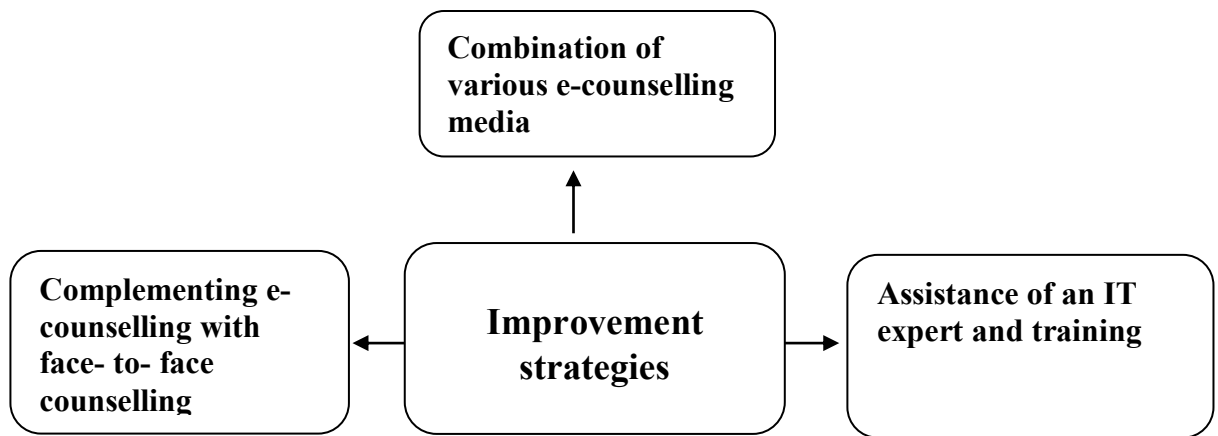 Combination of
various e-counselling
media
Complementing e-
counselling with
face- to- face
counselling
Improvement
strategies
Assistance of an IT
expert and training